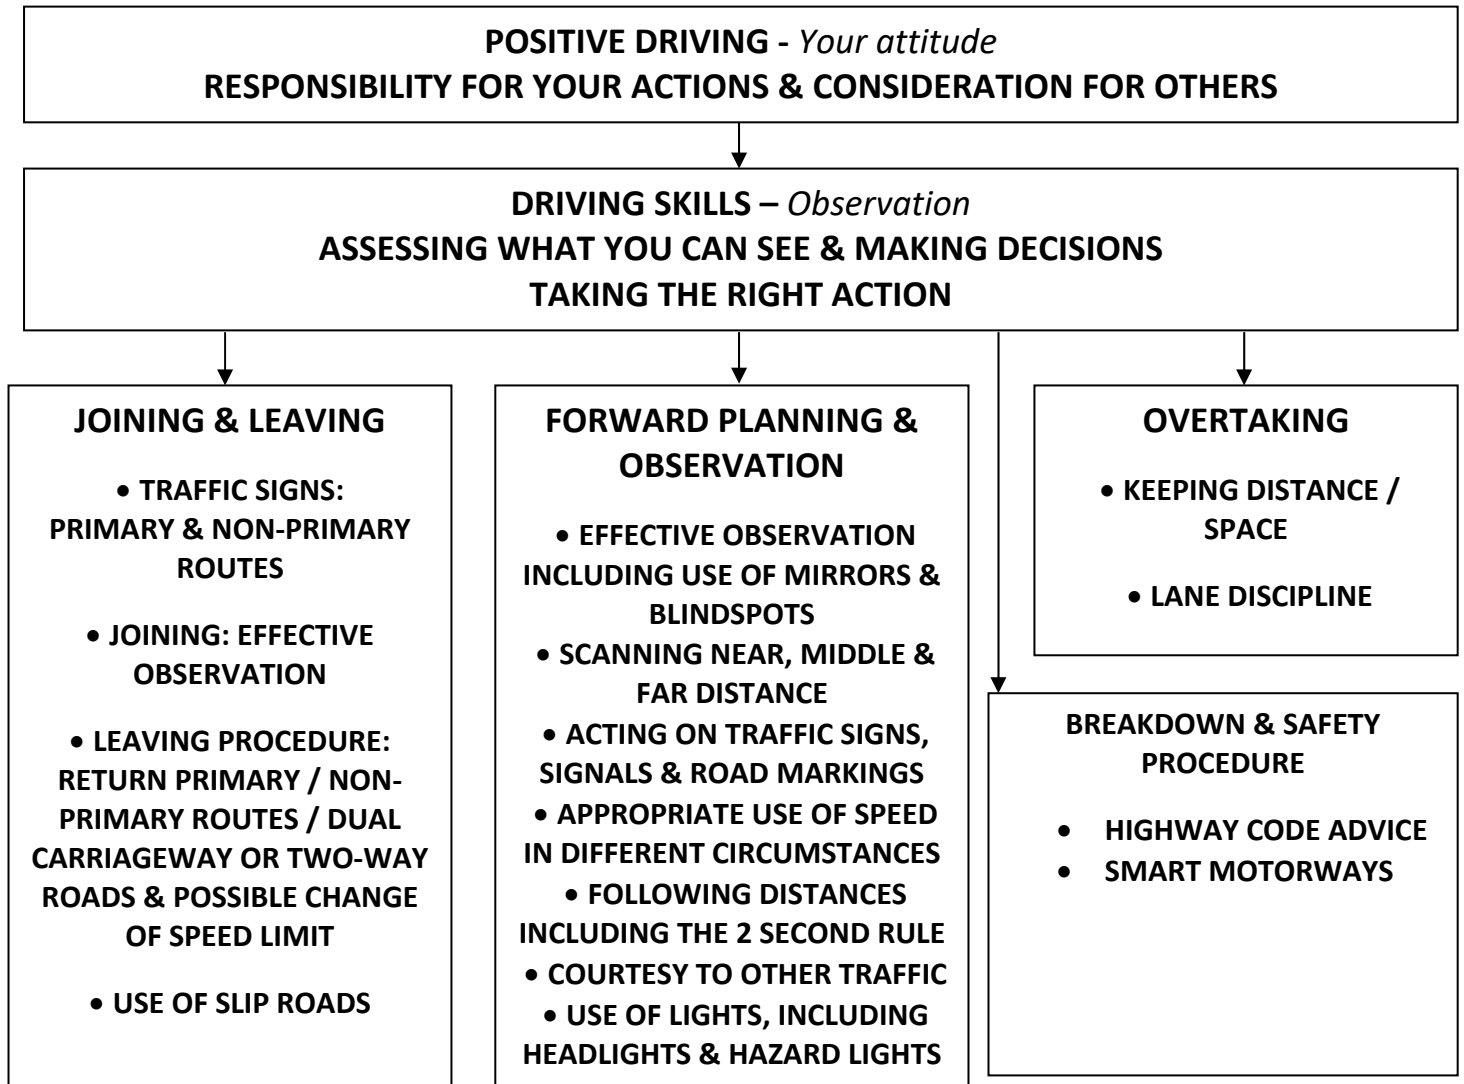 POSITIVE DRIVING - Your attitude
RESPONSIBILITY FOR YOUR ACTIONS & CONSIDERATION FOR OTHERS
DRIVING SKILLS – Observation
ASSESSING WHAT YOU CAN SEE & MAKING DECISIONS
TAKING THE RIGHT ACTION
JOINING & LEAVING
• TRAFFIC SIGNS:
PRIMARY & NON-PRIMARY
ROUTES
• JOINING: EFFECTIVE
OBSERVATION
• LEAVING PROCEDURE:
RETURN PRIMARY / NON-
PRIMARY ROUTES / DUAL
CARRIAGEWAY OR TWO-WAY
ROADS & POSSIBLE CHANGE
OF SPEED LIMIT
• USE OF SLIP ROADS
FORWARD PLANNING &
OBSERVATION
• EFFECTIVE OBSERVATION
INCLUDING USE OF MIRRORS &
BLINDSPOTS
• SCANNING NEAR, MIDDLE &
FAR DISTANCE
• ACTING ON TRAFFIC SIGNS,
SIGNALS & ROAD MARKINGS
• APPROPRIATE USE OF SPEED
IN DIFFERENT CIRCUMSTANCES
• FOLLOWING DISTANCES
INCLUDING THE 2 SECOND RULE
• COURTESY TO OTHER TRAFFIC
• USE OF LIGHTS, INCLUDING
HEADLIGHTS & HAZARD LIGHTS
OVERTAKING
• KEEPING DISTANCE /
SPACE
• LANE DISCIPLINE
BREAKDOWN & SAFETY
PROCEDURE
• HIGHWAY CODE ADVICE
• SMART MOTORWAYS